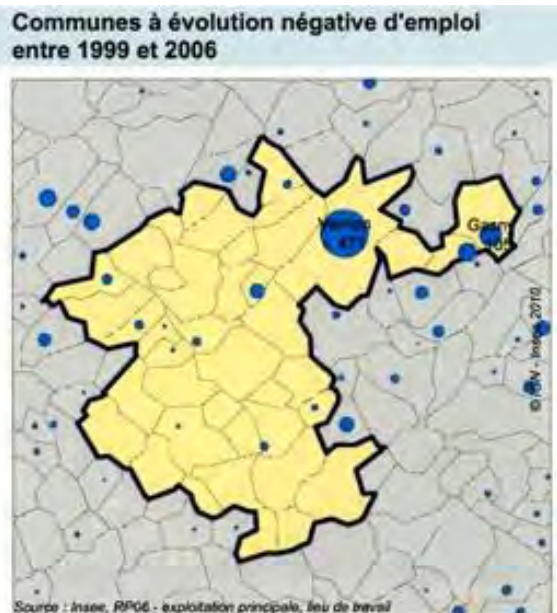 Communes à évolution négative d'emploi
entre 1999 et 2006
© IGN - Insee, 2010
Source : Insee, RP06 - exploitation principale, lieu de travail